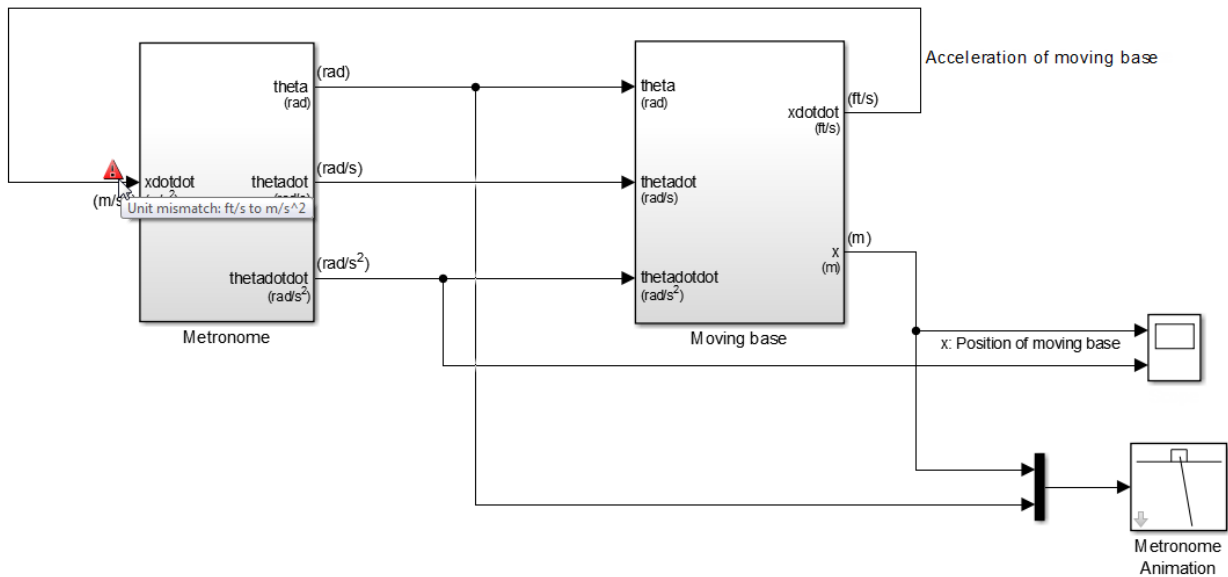 Acceleration of moving base
theta
(rad)
(rad)
xdotdot
thetadot
(rad/s)
(m/s
Unit mismatch: ft/s to m/s^2
thetadotdot
(rad/s²)
(rad/s²)
Metronome
theta
(rad)
thetadot
(rad/s)
thetadotdot
(rad/s²)
xdotdot
(ft/s)
(ft/s)
x
(m)
(m)
Moving base
x: Position of moving base
Metronome
Animation